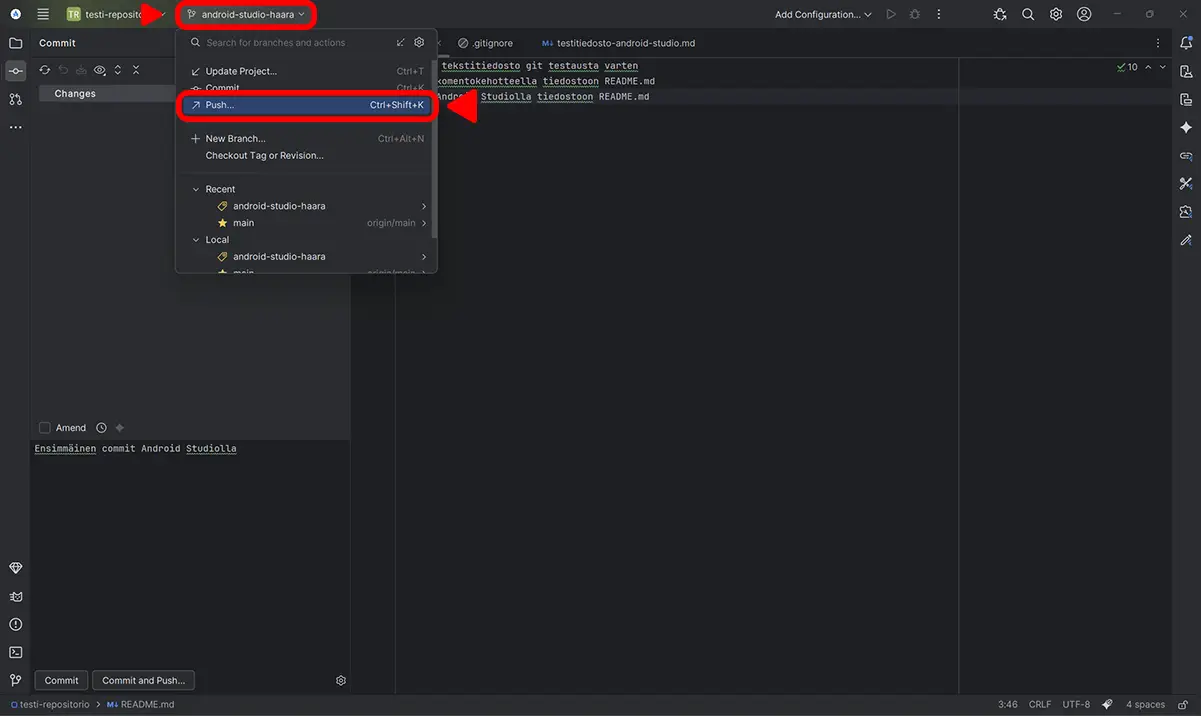 TR testi-reposito
android-studio-haara
Add Configuration...
Commit
Search for branches and actions
.gitignore
M↓ testitiedosto-android-studio.md
Update Project... Ctrl+T
tekstitiedosto git testausta varten
10
Commit Ctrl+K
komentokehotteella tiedostoon README.md
Changes
Push... Ctrl+Shift+K
Studiolla tiedostoon README.md
New Branch... Ctrl+Alt+N
Checkout Tag or Revision...
Recent
android-studio-haara
main origin/main
Local
android-studio-haara
main origin/main
Amend
Ensimmäinen commit Android Studiolla
Commit
Commit and Push...
testi-repositorio
M↓ README.md
3:46 CRLF UTF-8 4 spaces